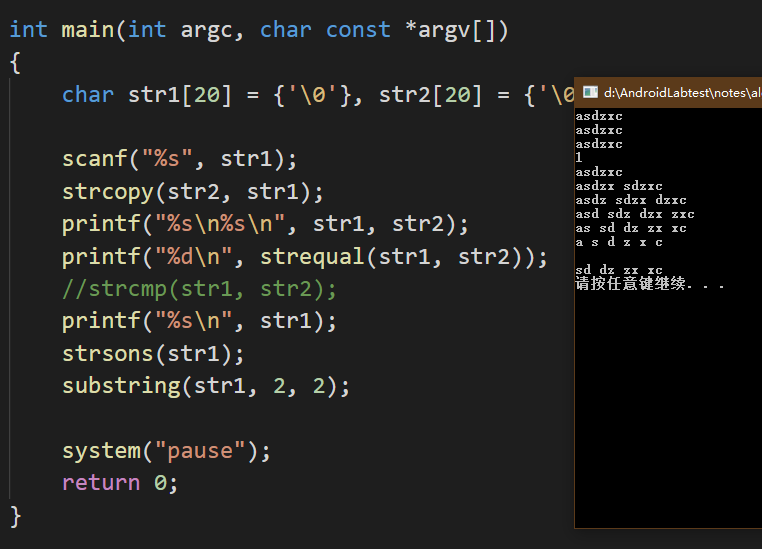 int main(int argc, char const *argv[])
{
char str1[20] = {'\0'}, str2[20] = {'\0
scanf("%s", str1);
strcopy(str2, str1);
printf("%s\n%s\n", str1, str2);
printf("%d\n", strequal(str1, str2));
//strcmp(str1, str2);
printf("%s\n", str1);
strsons(str1);
substring(str1, 2, 2);
system("pause");
return 0;
}
d:\AndroidLabtest\notes\al
asdzxc
asdzxc
asdzxc
1
asdzxc
asdzx sdzxc
asdz sdzx dzxc
asd sdz dzx zxc
as sd dz zx xc
a s d z x c
sd dz zx xc
请按任意键继续. . .